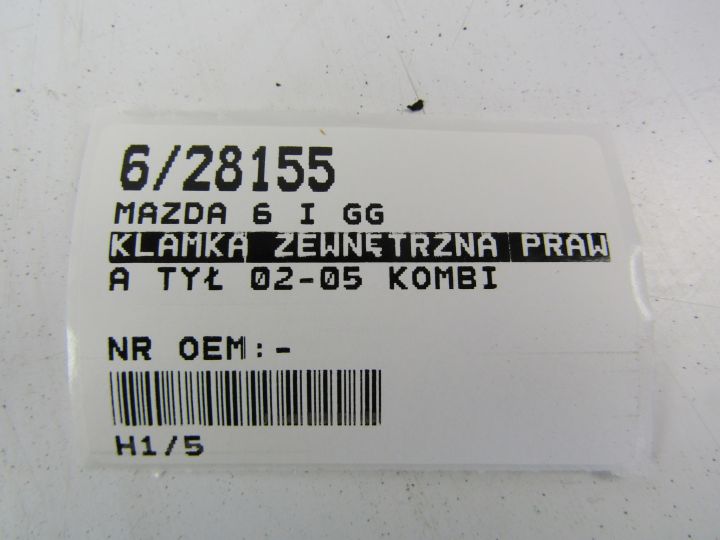 6/28155
MAZDA 6 I GG
KLAMKA ZEWNĘTRZNA PRAW
A TYŁ 02-05 KOMBI
NR OEM:-
H1/5